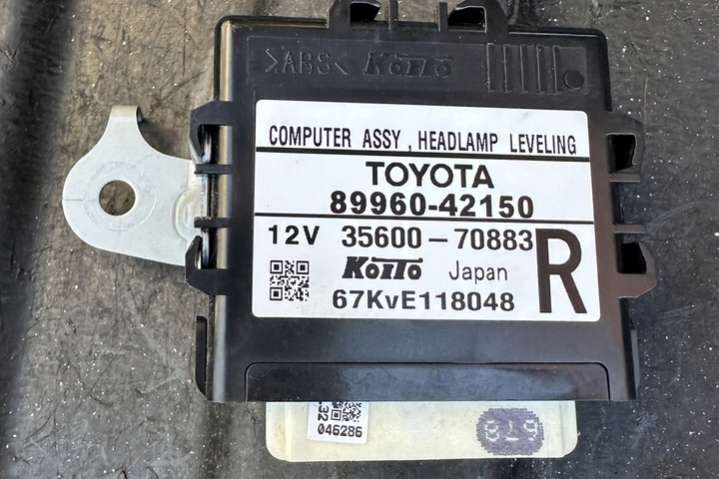 >ABS< KOITO
COMPUTER ASSY , HEADLAMP LEVELING
TOYOTA
89960-42150
12V 35600-70883 R
KOITO Japan
67KvE118048
046286